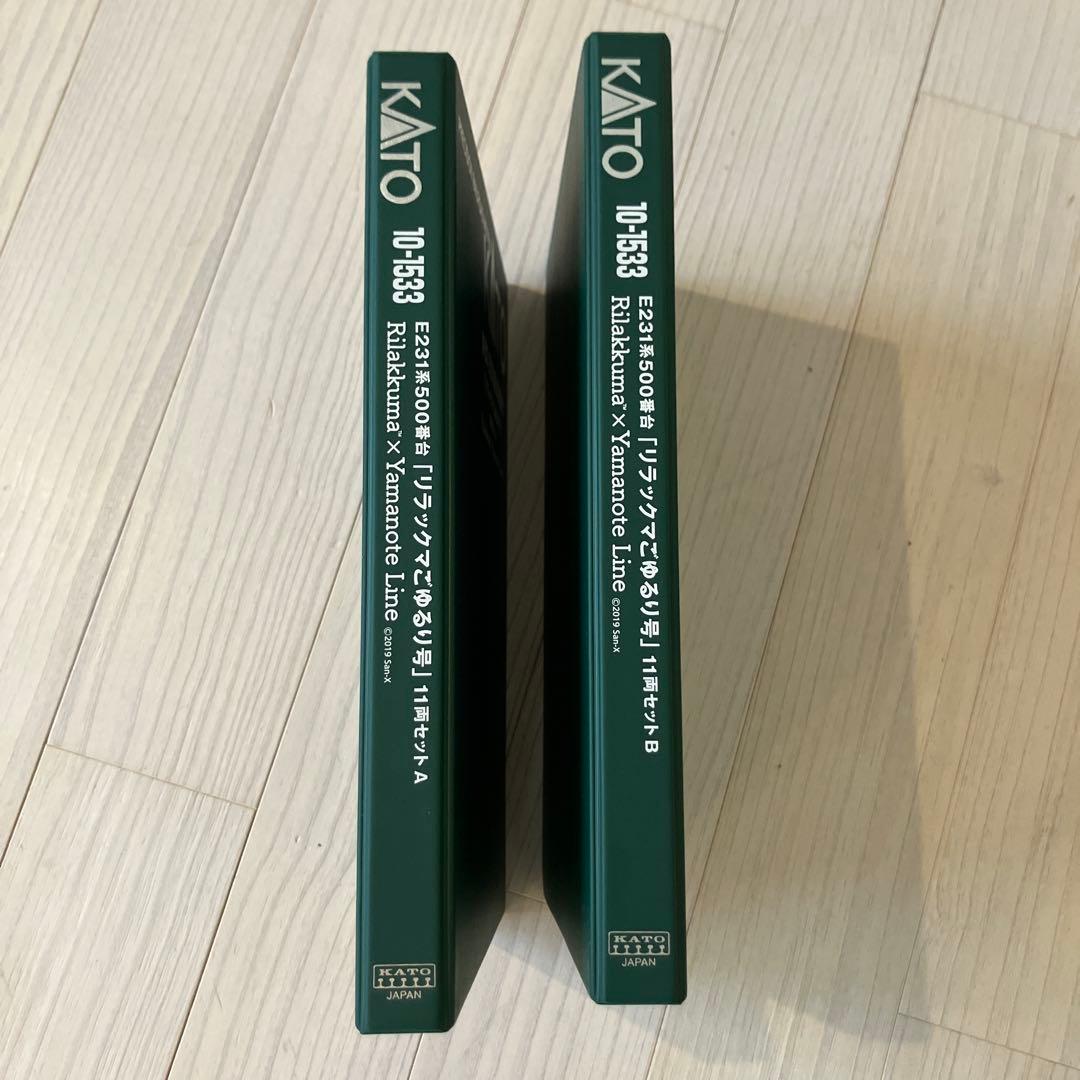 KATO
10-1533
E231系500番台「リラックマごゆるり号」11両セットA
Rilakkuma™×Yamanote Line ©2019 San-X
KATO
JAPAN
KATO
10-1533
E231系500番台「リラックマごゆるり号」11両セットB
Rilakkuma™×Yamanote Line ©2019 San-X
KATO
JAPAN